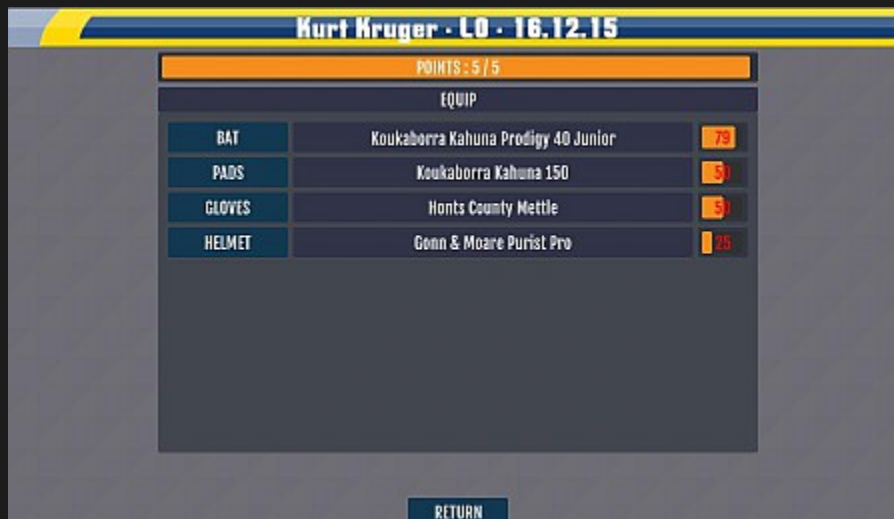 Kurt Kruger - LO - 16.12.15
POINTS : 5 / 5
EQUIP
BAT Koukaborra Kahuna Prodigy 40 Junior 79
PADS Koukaborra Kahuna 150 50
GLOVES Honts County Mettle 50
HELMET Gonn & Moare Purist Pro 25
RETURN